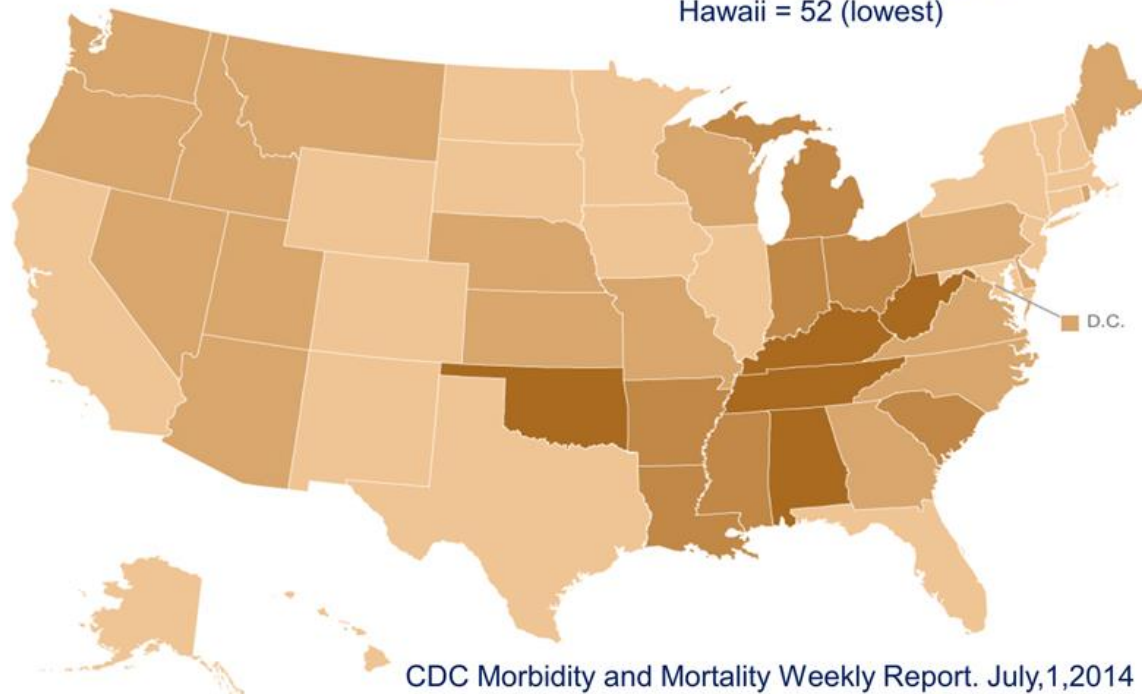 Hawaii = 52 (lowest)
D.C.
CDC Morbidity and Mortality Weekly Report. July,1,2014